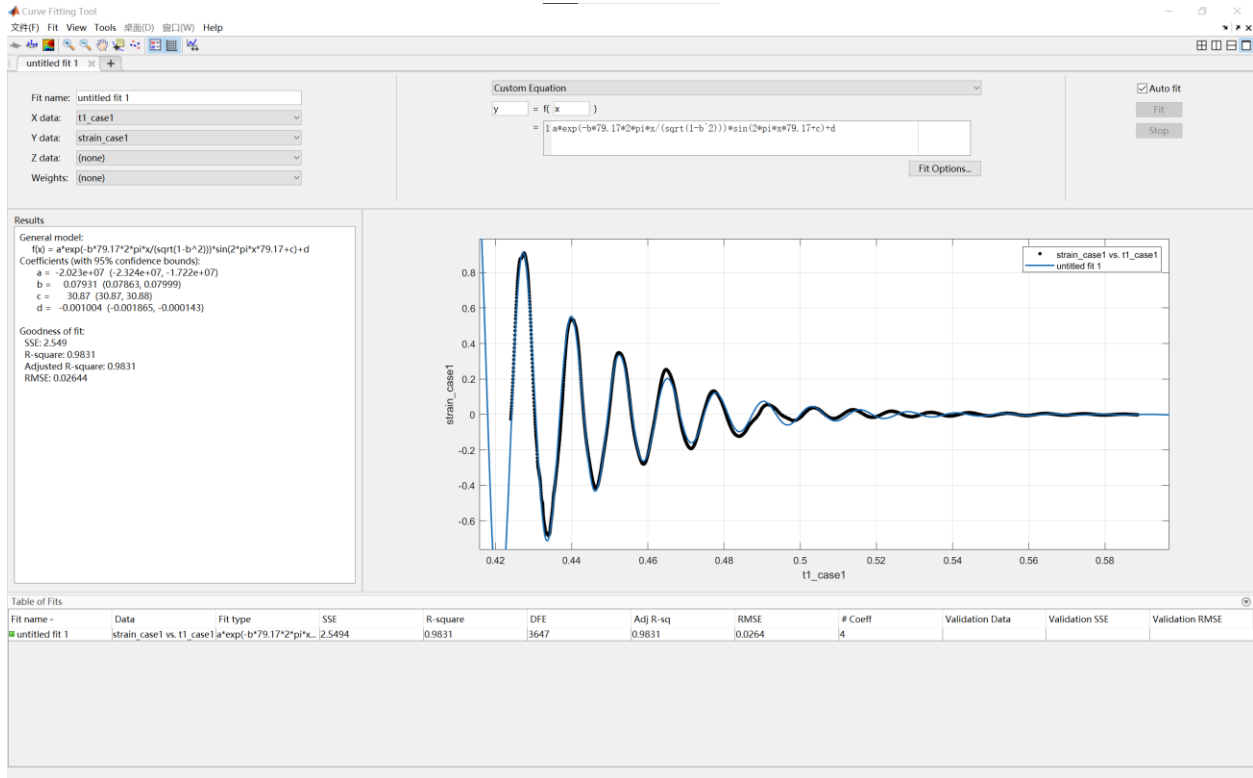 Curve Fitting Tool
文件(F) Fit View Tools 桌面(D) 窗口(W) Help
untitled fit 1 × +
Fit name: untitled fit 1
X data: t1_case1
Y data: strain_case1
Z data: (none)
Weights: (none)
Custom Equation
y = f( x )
= 1 a*exp(-b*79.17*2*pi*x/(sqrt(1-b^2)))*sin(2*pi*x*79.17+c)+d
Fit Options...
Auto fit
Fit
Stop
Results
General model:
f(x) = a*exp(-b*79.17*2*pi*x/(sqrt(1-b^2)))*sin(2*pi*x*79.17+c)+d
Coefficients (with 95% confidence bounds):
a = -2.023e+07 (-2.324e+07, -1.722e+07)
b = 0.07931 (0.07863, 0.07999)
c = 30.87 (30.87, 30.88)
d = -0.001004 (-0.001865, -0.000143)
Goodness of fit:
SSE: 2.549
R-square: 0.9831
Adjusted R-square: 0.9831
RMSE: 0.02644
strain_case1 vs. t1_case1
untitled fit 1
0.8
0.6
0.4
0.2
0
-0.2
-0.4
-0.6
strain_case1
0.42 0.44 0.46 0.48 0.5 0.52 0.54 0.56 0.58
t1_case1
Table of Fits
Fit name Data Fit type SSE R-square DFE Adj R-sq RMSE # Coeff Validation Data Validation SSE Validation RMSE
untitled fit 1 strain_case1 vs. t1_case1 a*exp(-b*79.17*2*pi*x... 2.5494 0.9831 3647 0.9831 0.0264 4